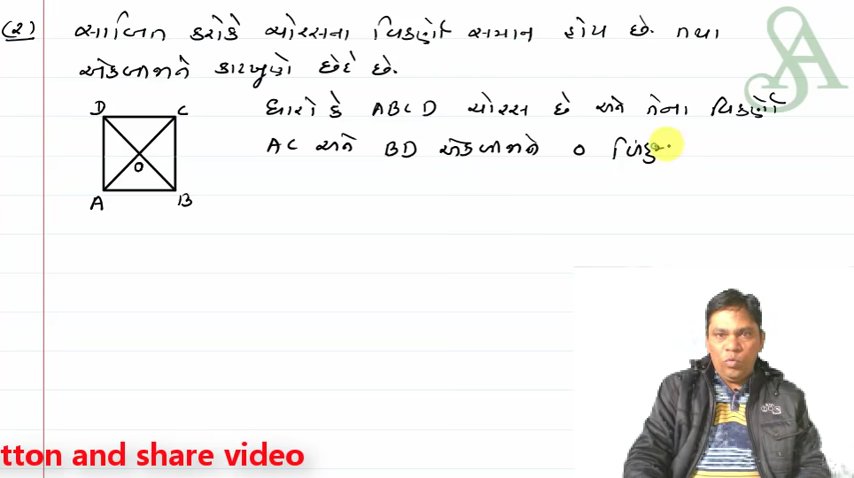 (૨) સાબિત કરોકે ચોરસના વિકર્ણો સમાન હોય છે. તથા
એકબીજાને કાટખૂણે છેદે છે.
ધારો કે ABCD ચોરસ છે અને તેના વિકર્ણો
AC અને BD એકબીજાને O બિંદુ
D C
O
A B
tton and share video